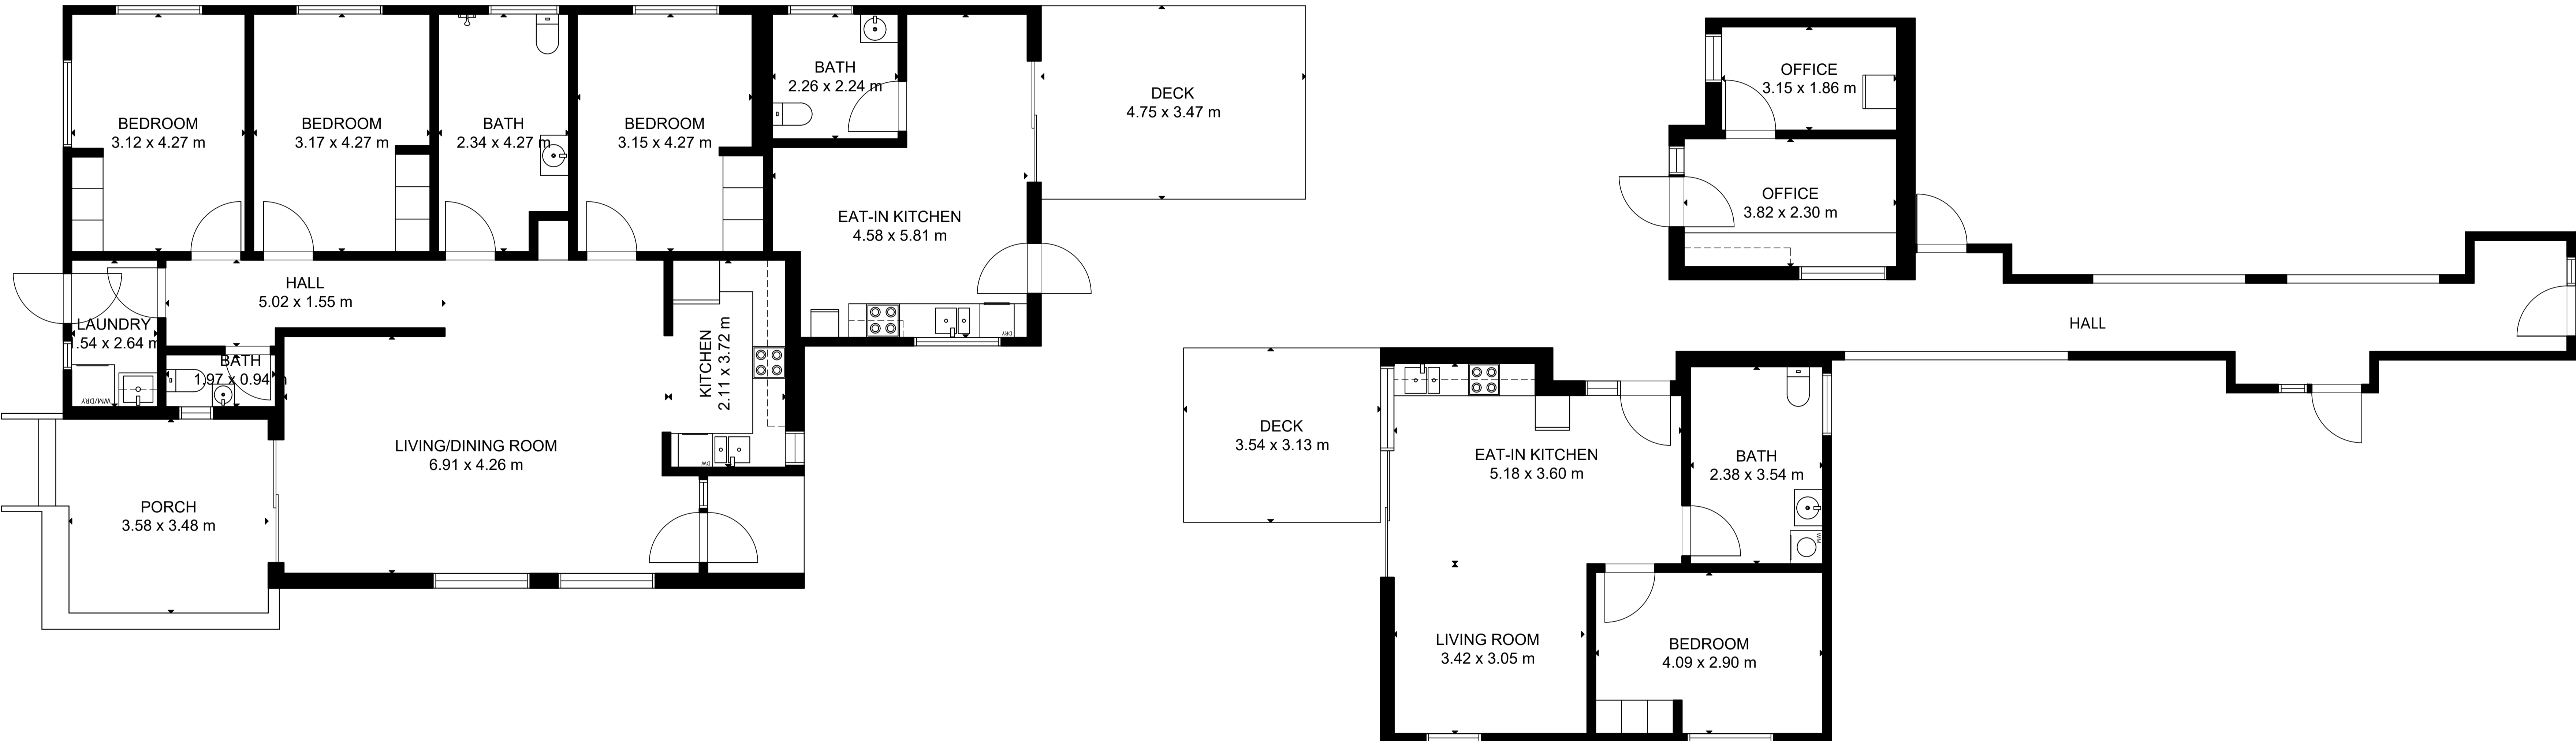 BEDROOM
3.12 x 4.27 m
BEDROOM
3.17 x 4.27 m
BATH
2.34 x 4.27 m
BEDROOM
3.15 x 4.27 m
BATH
2.26 x 2.24 m
DECK
4.75 x 3.47 m
EAT-IN KITCHEN
4.58 x 5.81 m
DRY
HALL
5.02 x 1.55 m
LAUNDRY
1.54 x 2.64 m
WM/DRY
BATH
1.97 x 0.94 m
KITCHEN
2.11 x 3.72 m
DW
LIVING/DINING ROOM
6.91 x 4.26 m
PORCH
3.58 x 3.48 m
OFFICE
3.15 x 1.86 m
OFFICE
3.82 x 2.30 m
HALL
DECK
3.54 x 3.13 m
EAT-IN KITCHEN
5.18 x 3.60 m
BATH
2.38 x 3.54 m
WM
LIVING ROOM
3.42 x 3.05 m
BEDROOM
4.09 x 2.90 m